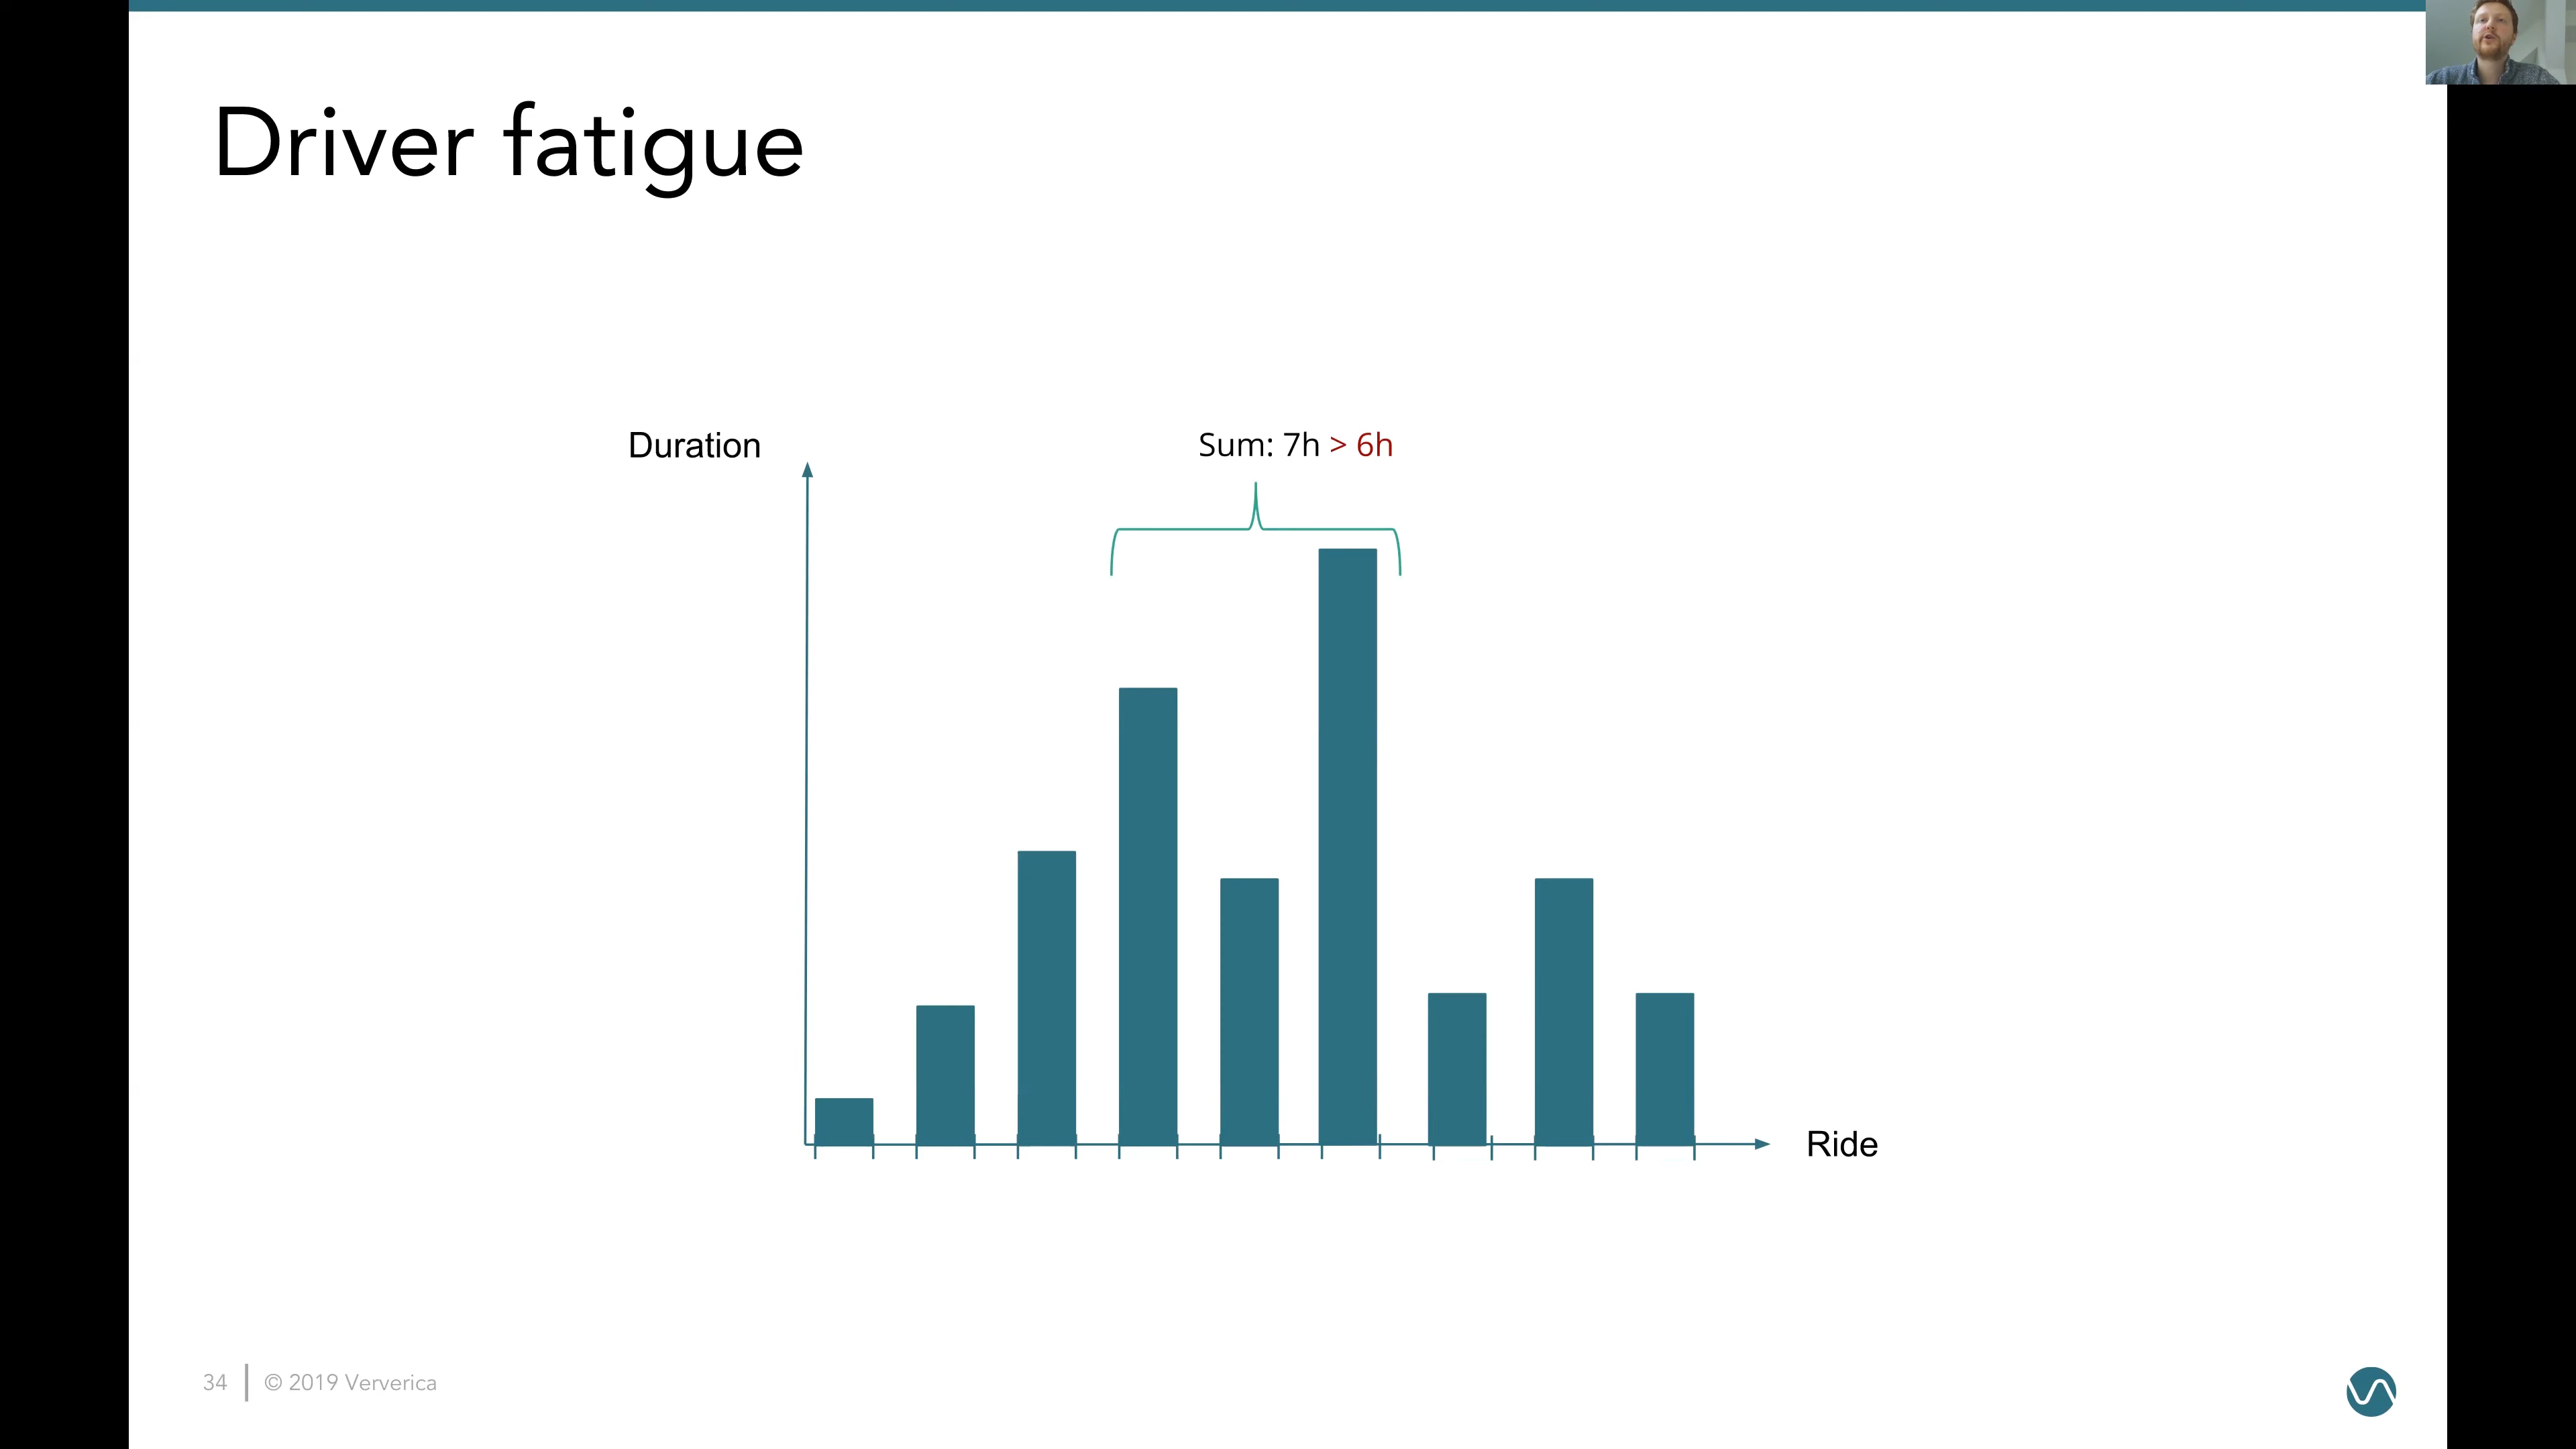 Driver fatigue
Duration
Sum: 7h > 6h
Ride
34
© 2019 Ververica